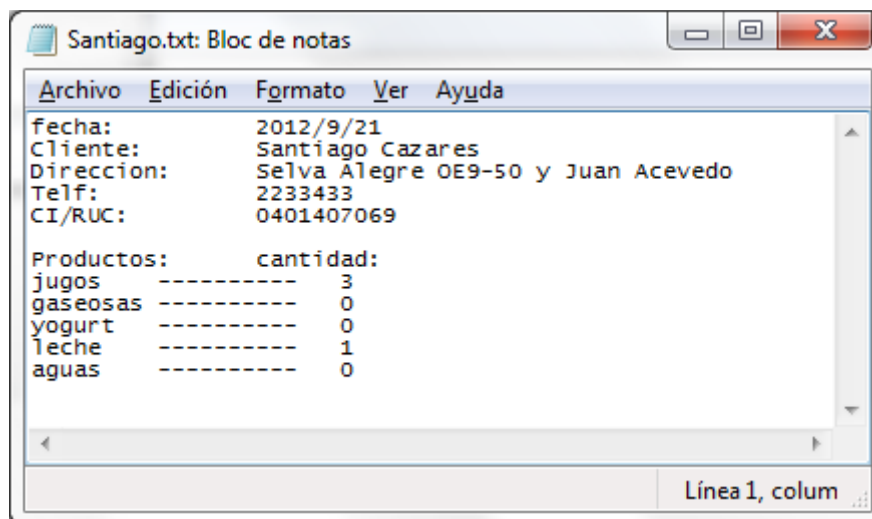 Santiago.txt: Bloc de notas
Archivo Edición Formato Ver Ayuda
fecha: 2012/9/21
Cliente: Santiago Cazares
Direccion: Selva Alegre OE9-50 y Juan Acevedo
Telf: 2233433
CI/RUC: 0401407069
Productos: cantidad:
jugos ---------- 3
gaseosas ---------- 0
yogurt ---------- 0
leche ---------- 1
aguas ---------- 0
Línea 1, colum